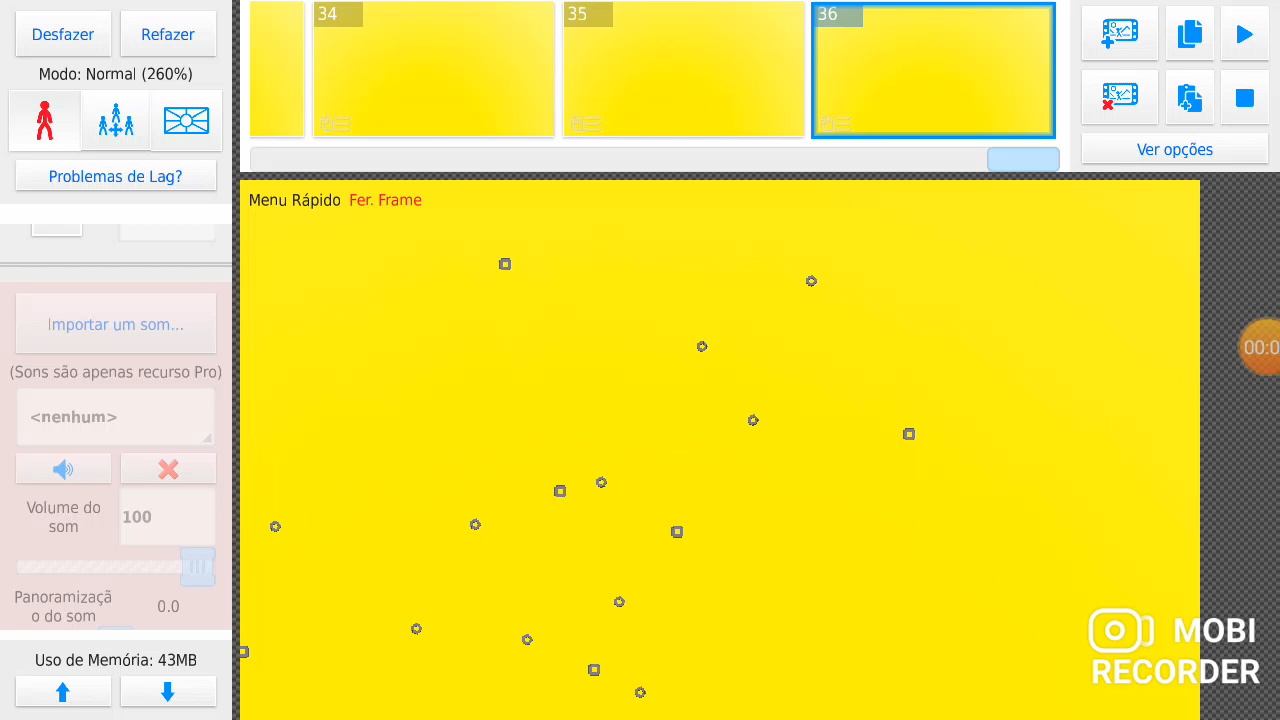 Desfazer
Refazer
Modo: Normal (260%)
Problemas de Lag?
Importar um som...
(Sons são apenas recurso Pro)
<nenhum>
Volume do
som
100
Panoramizaçã
o do som
0.0
Uso de Memória: 43MB
34
35
36
Ver opções
Menu Rápido Fer. Frame
00:0
MOBI
RECORDER